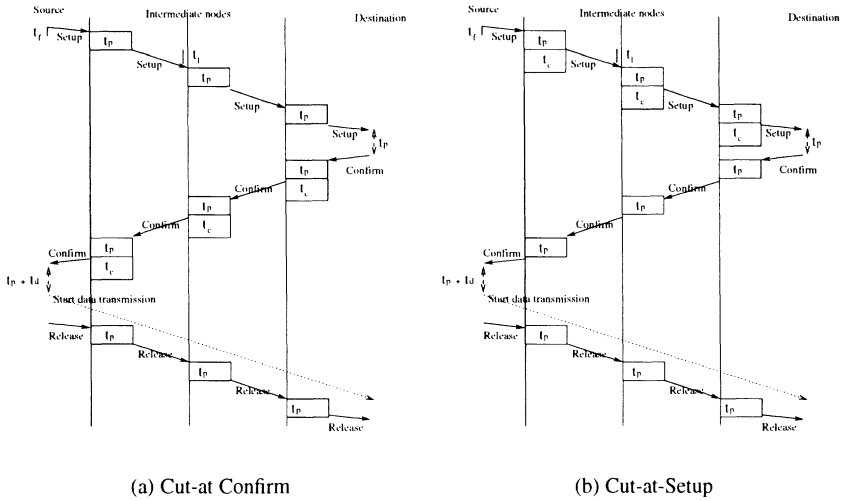 Source
Intermediate nodes
Destination
t_f
Setup
t_p
Setup
t_l
t_p
Setup
t_p
Setup
t_p
Confirm
t_p
t_c
Confirm
t_p
t_c
Confirm
t_p
t_c
Confirm
t_p + t_d
Start data transmission
Release
t_p
Release
t_p
Release
t_p
Release
(a) Cut-at Confirm
Source
Intermediate nodes
Destination
t_f
Setup
t_p
t_c
Setup
t_l
t_p
t_c
Setup
t_p
t_c
Setup
t_p
Confirm
t_p
Confirm
t_p
Confirm
t_p
Confirm
t_p + t_d
Start data transmission
Release
t_p
Release
t_p
Release
t_p
Release
(b) Cut-at-Setup